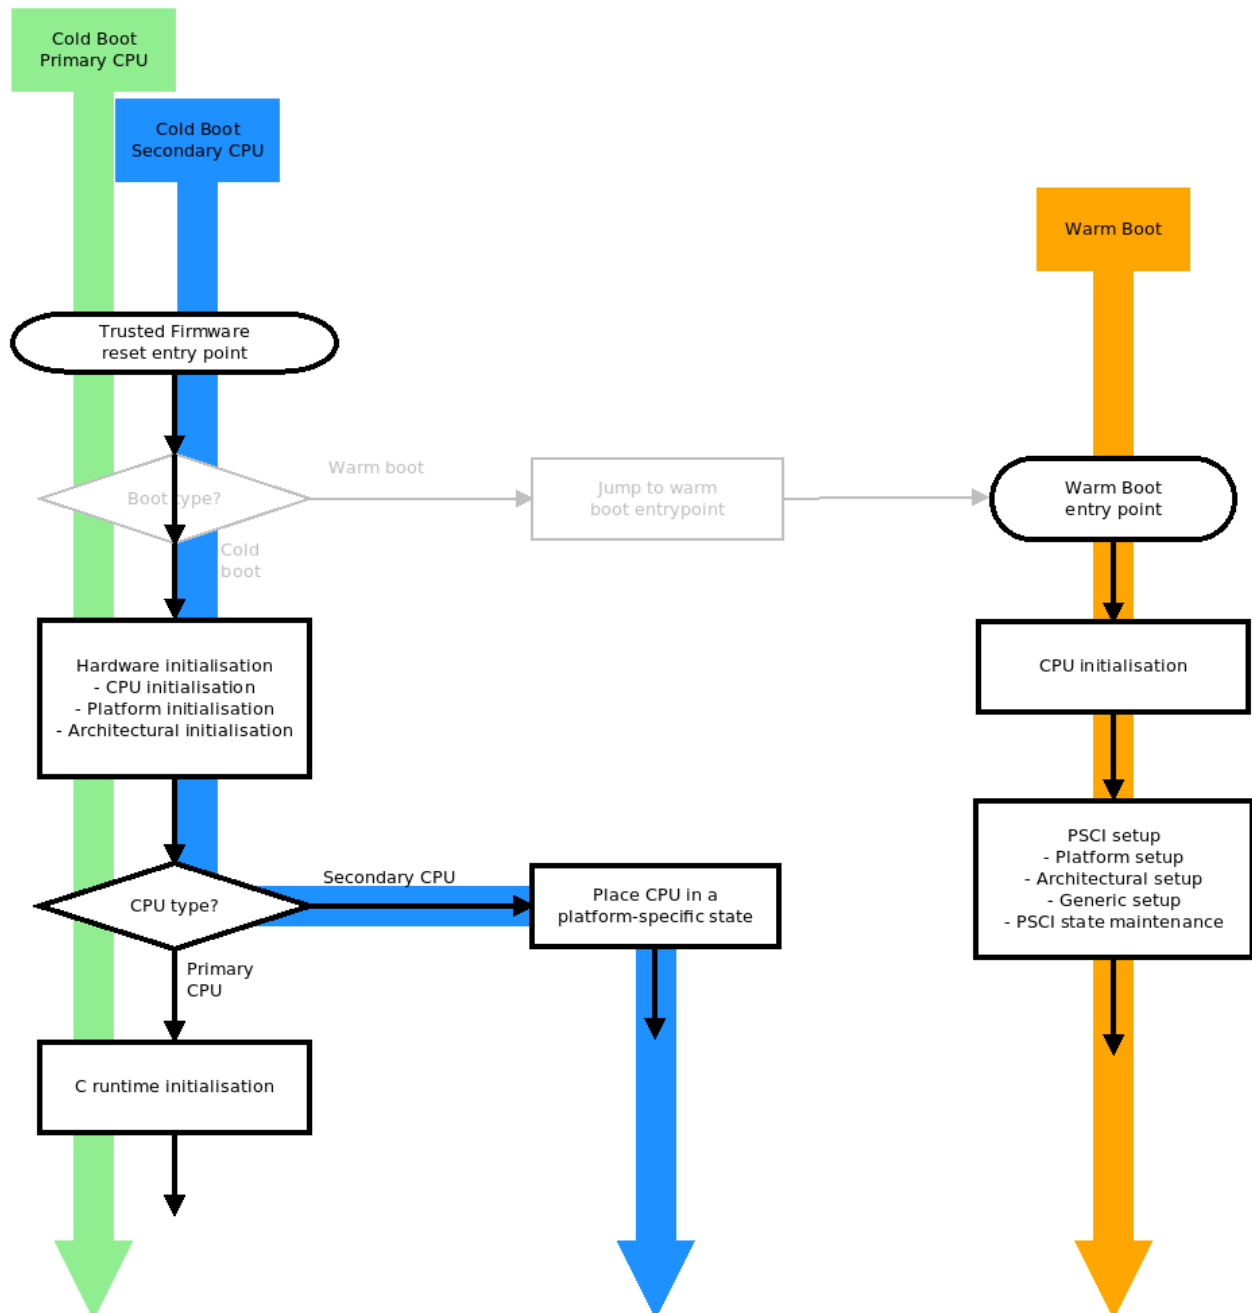 Cold Boot
Primary CPU
Cold Boot
Secondary CPU
Warm Boot
Trusted Firmware
reset entry point
Boot type?
Warm boot
Jump to warm
boot entrypoint
Warm Boot
entry point
Cold
boot
Hardware initialisation
- CPU initialisation
- Platform initialisation
- Architectural initialisation
CPU initialisation
CPU type?
Secondary CPU
Place CPU in a
platform-specific state
PSCI setup
- Platform setup
- Architectural setup
- Generic setup
- PSCI state maintenance
Primary
CPU
C runtime initialisation